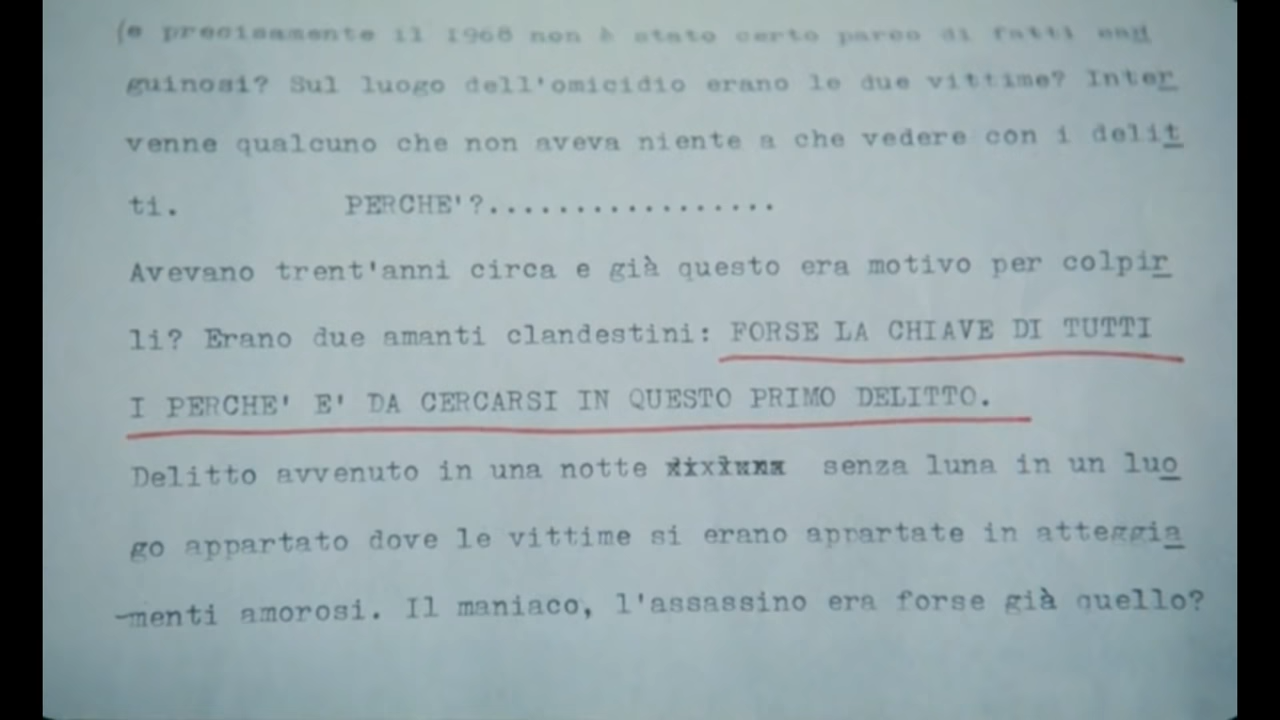 (e precisamente il 1968 non è stato certo parco di fatti san
guinosi? Sul luogo dell'omicidio erano le due vittime? Inter
venne qualcuno che non aveva niente a che vedere con i delit
ti. PERCHE'?.................
Avevano trent'anni circa e già questo era motivo per colpir
li? Erano due amanti clandestini: FORSE LA CHIAVE DI TUTTI
I PERCHE' E' DA CERCARSI IN QUESTO PRIMO DELITTO.
Delitto avvenuto in una notte senza luna in un luo
go appartato dove le vittime si erano appartate in atteggia
menti amorosi. Il maniaco, l'assassino era forse già quello?